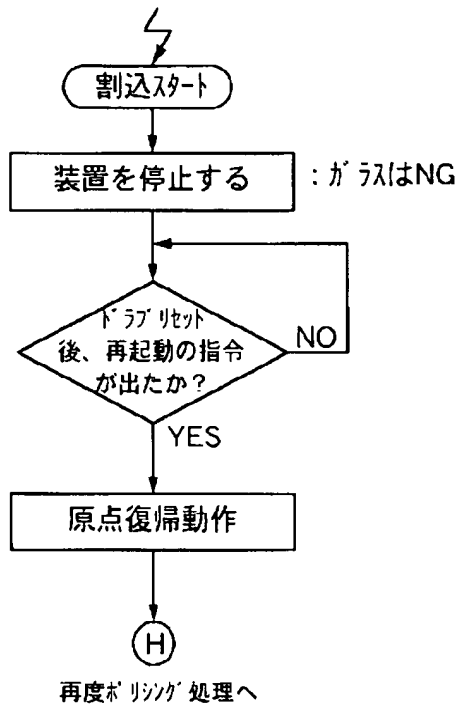 割込スタート
装置を停止する
：ガラスはNG
ドラブリセット
後、再起動の指令
が出たか？
NO
YES
原点復帰動作
H
再度ポリシング処理へ